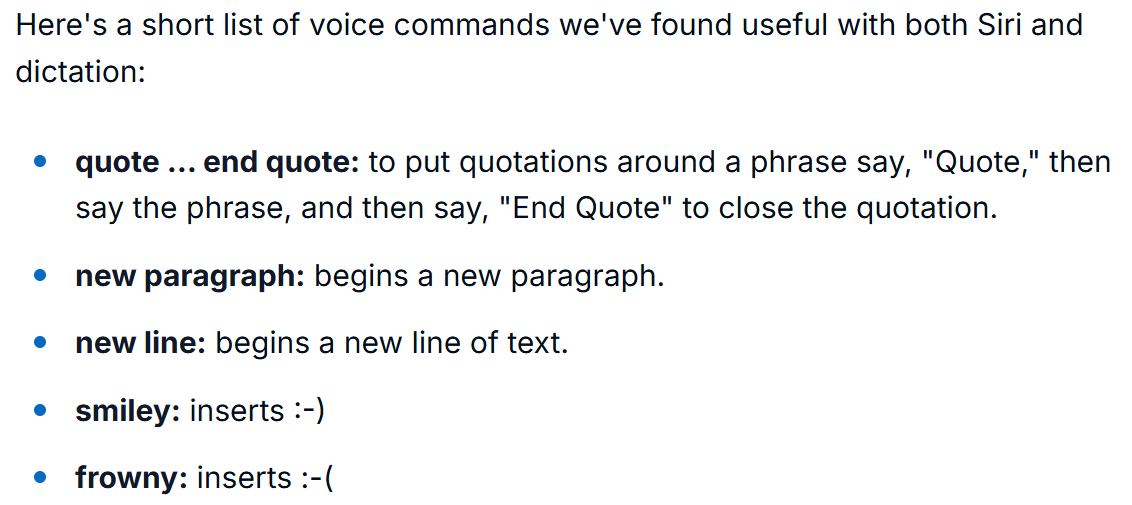 Here's a short list of voice commands we've found useful with both Siri and
dictation:
• quote ... end quote: to put quotations around a phrase say, "Quote," then
say the phrase, and then say, "End Quote" to close the quotation.
• new paragraph: begins a new paragraph.
• new line: begins a new line of text.
• smiley: inserts :-)
• frowny: inserts :-(